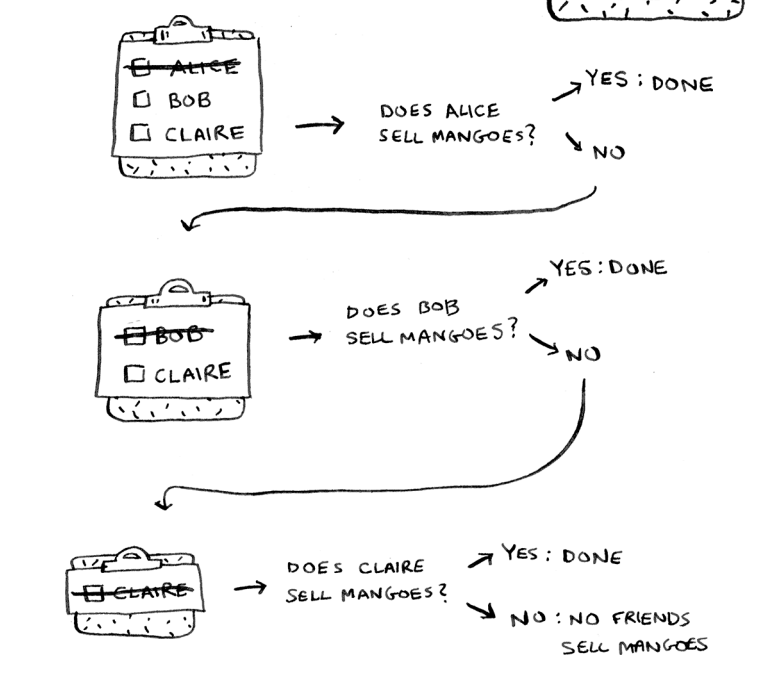 ALICE
BOB
CLAIRE
DOES ALICE
SELL MANGOES?
YES : DONE
NO
BOB
CLAIRE
DOES BOB
SELL MANGOES?
YES : DONE
NO
CLAIRE
DOES CLAIRE
SELL MANGOES?
YES : DONE
NO : NO FRIENDS
SELL MANGOES